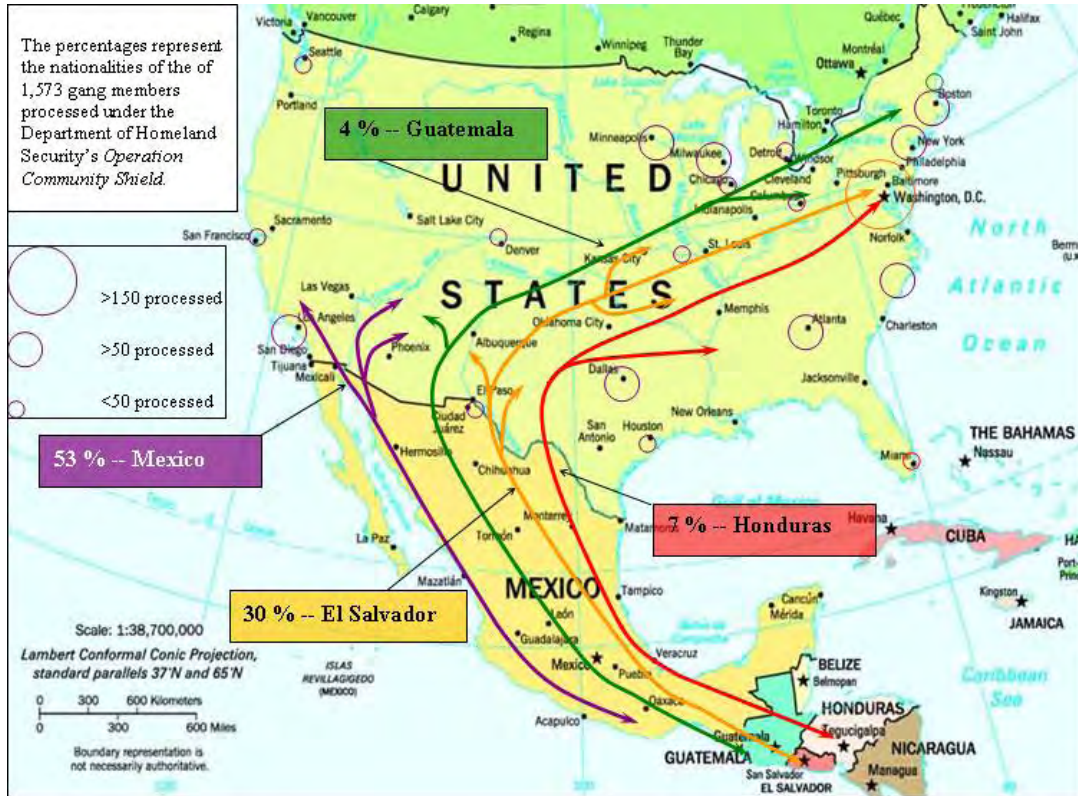 The percentages represent
the nationalities of the of
1,573 gang members
processed under the
Department of Homeland
Security's Operation
Community Shield.
>150 processed
>50 processed
<50 processed
4 % -- Guatemala
53 % -- Mexico
30 % -- El Salvador
7 % -- Honduras
Vancouver
Victoria
Seattle
Portland
Calgary
Regina
Winnipeg
Thunder
Bay
Québec
Halifax
Saint John
Montréal
Ottawa
Toronto
Hamilton
Windsor
Boston
New York
Philadelphia
Pittsburgh
Baltimore
Washington, D.C.
Norfolk
Minneapolis
Milwaukee
Chicago
Detroit
Cleveland
Columbus
Indianapolis
UNITED
STATES
Sacramento
San Francisco
Salt Lake City
Denver
Kansas City
St. Louis
Las Vegas
Los Angeles
San Diego
Tijuana
Mexicali
Phoenix
Albuquerque
Oklahoma City
Memphis
Atlanta
Charleston
Dallas
Jacksonville
El Paso
Ciudad
Juárez
San
Antonio
Houston
New Orleans
Miami
North
Atlantic
Ocean
THE BAHAMAS
Nassau
Hermosillo
Chihuahua
Monterrey
Torreón
Matamoros
La Paz
Mazatlán
MEXICO
Tampico
León
Guadalajara
Mexico
Puebla
Veracruz
Oaxaca
Acapulco
Mérida
Cancún
Gulf of Mexico
Havana
CUBA
Kingston
JAMAICA
Caribbean
Sea
BELIZE
Belmopan
HONDURAS
Tegucigalpa
Guatemala
GUATEMALA
San Salvador
EL SALVADOR
NICARAGUA
Managua
ISLAS
REVILLAGIGEDO
(MEXICO)
Scale: 1:38,700,000
Lambert Conformal Conic Projection,
standard parallels 37°N and 65°N
0 300 600 Kilometers
0 300 600 Miles
Boundary representation is
not necessarily authoritative.